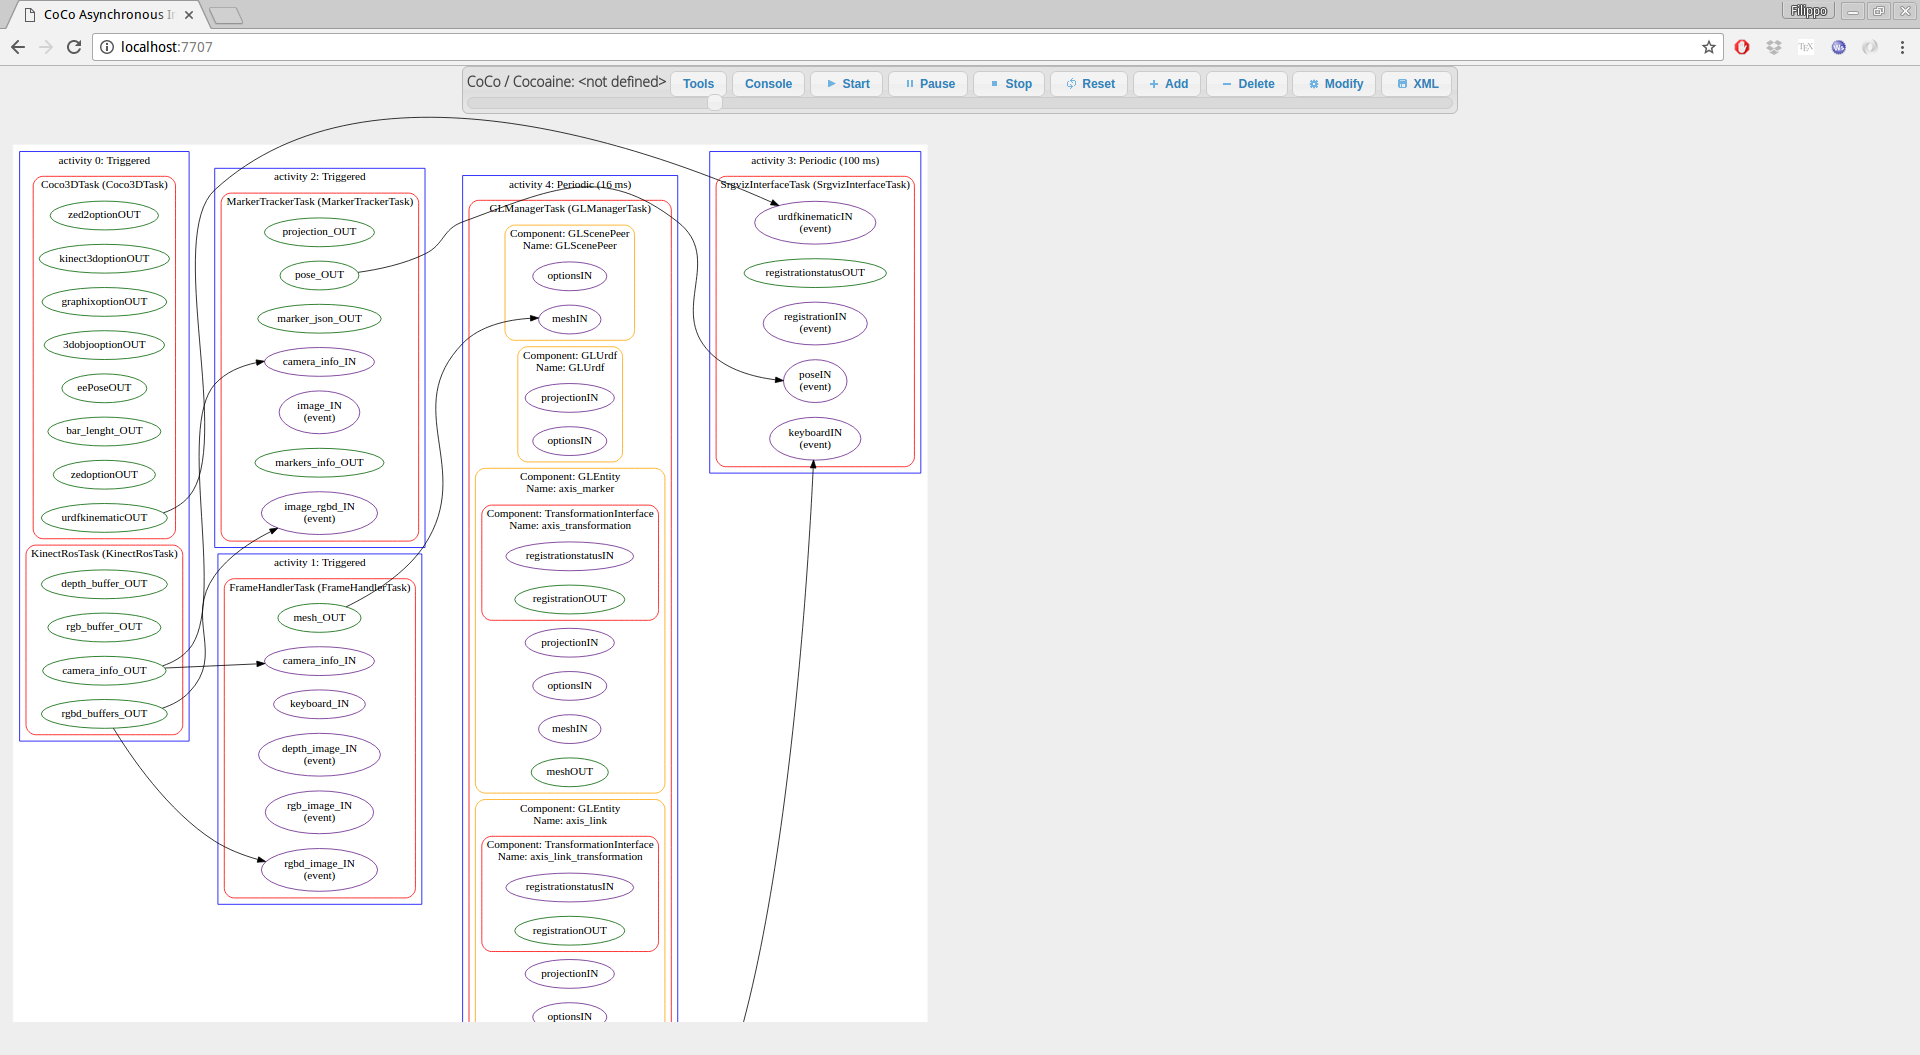 CoCo Asynchronous I
Filippo
localhost:7707
TEX
Ws
CoCo / Cocoaine: <not defined>
Tools
Console
Start
Pause
Stop
Reset
Add
Delete
Modify
XML
activity 0: Triggered
Coco3DTask (Coco3DTask)
zed2optionOUT
kinect3doptionOUT
graphixoptionOUT
3dobjooptionOUT
eePoseOUT
bar_lenght_OUT
zedoptionOUT
urdfkinematicOUT
KinectRosTask (KinectRosTask)
depth_buffer_OUT
rgb_buffer_OUT
camera_info_OUT
rgbd_buffers_OUT
activity 2: Triggered
MarkerTrackerTask (MarkerTrackerTask)
projection_OUT
pose_OUT
marker_json_OUT
camera_info_IN
image_IN
(event)
markers_info_OUT
image_rgbd_IN
(event)
activity 1: Triggered
FrameHandlerTask (FrameHandlerTask)
mesh_OUT
camera_info_IN
keyboard_IN
depth_image_IN
(event)
rgb_image_IN
(event)
rgbd_image_IN
(event)
activity 4: Periodic (16 ms)
GLManagerTask (GLManagerTask)
Component: GLScenePeer
Name: GLScenePeer
optionsIN
meshIN
Component: GLUrdf
Name: GLUrdf
projectionIN
optionsIN
Component: GLEntity
Name: axis_marker
Component: TransformationInterface
Name: axis_transformation
registrationstatusIN
registrationOUT
projectionIN
optionsIN
meshIN
meshOUT
Component: GLEntity
Name: axis_link
Component: TransformationInterface
Name: axis_link_transformation
registrationstatusIN
registrationOUT
projectionIN
optionsIN
activity 3: Periodic (100 ms)
SrgvizInterfaceTask (SrgvizInterfaceTask)
urdfkinematicIN
(event)
registrationstatusOUT
registrationIN
(event)
poseIN
(event)
keyboardIN
(event)